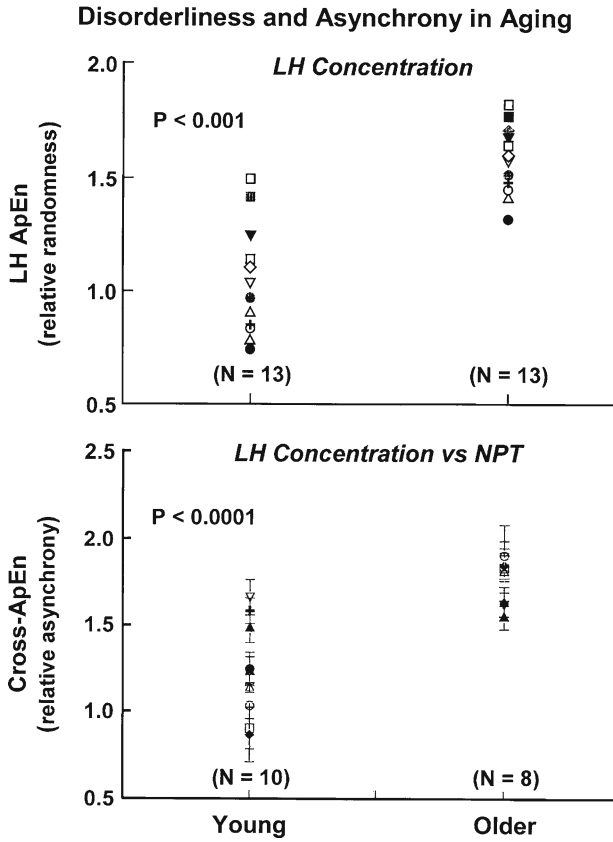 Disorderliness and Asynchrony in Aging
LH Concentration
P < 0.001
LH ApEn
(relative randomness)
2.0
1.5
1.0
0.5
(N = 13)
(N = 13)
LH Concentration vs NPT
P < 0.0001
Cross-ApEn
(relative asynchrony)
2.5
2.0
1.5
1.0
0.5
(N = 10)
(N = 8)
Young
Older